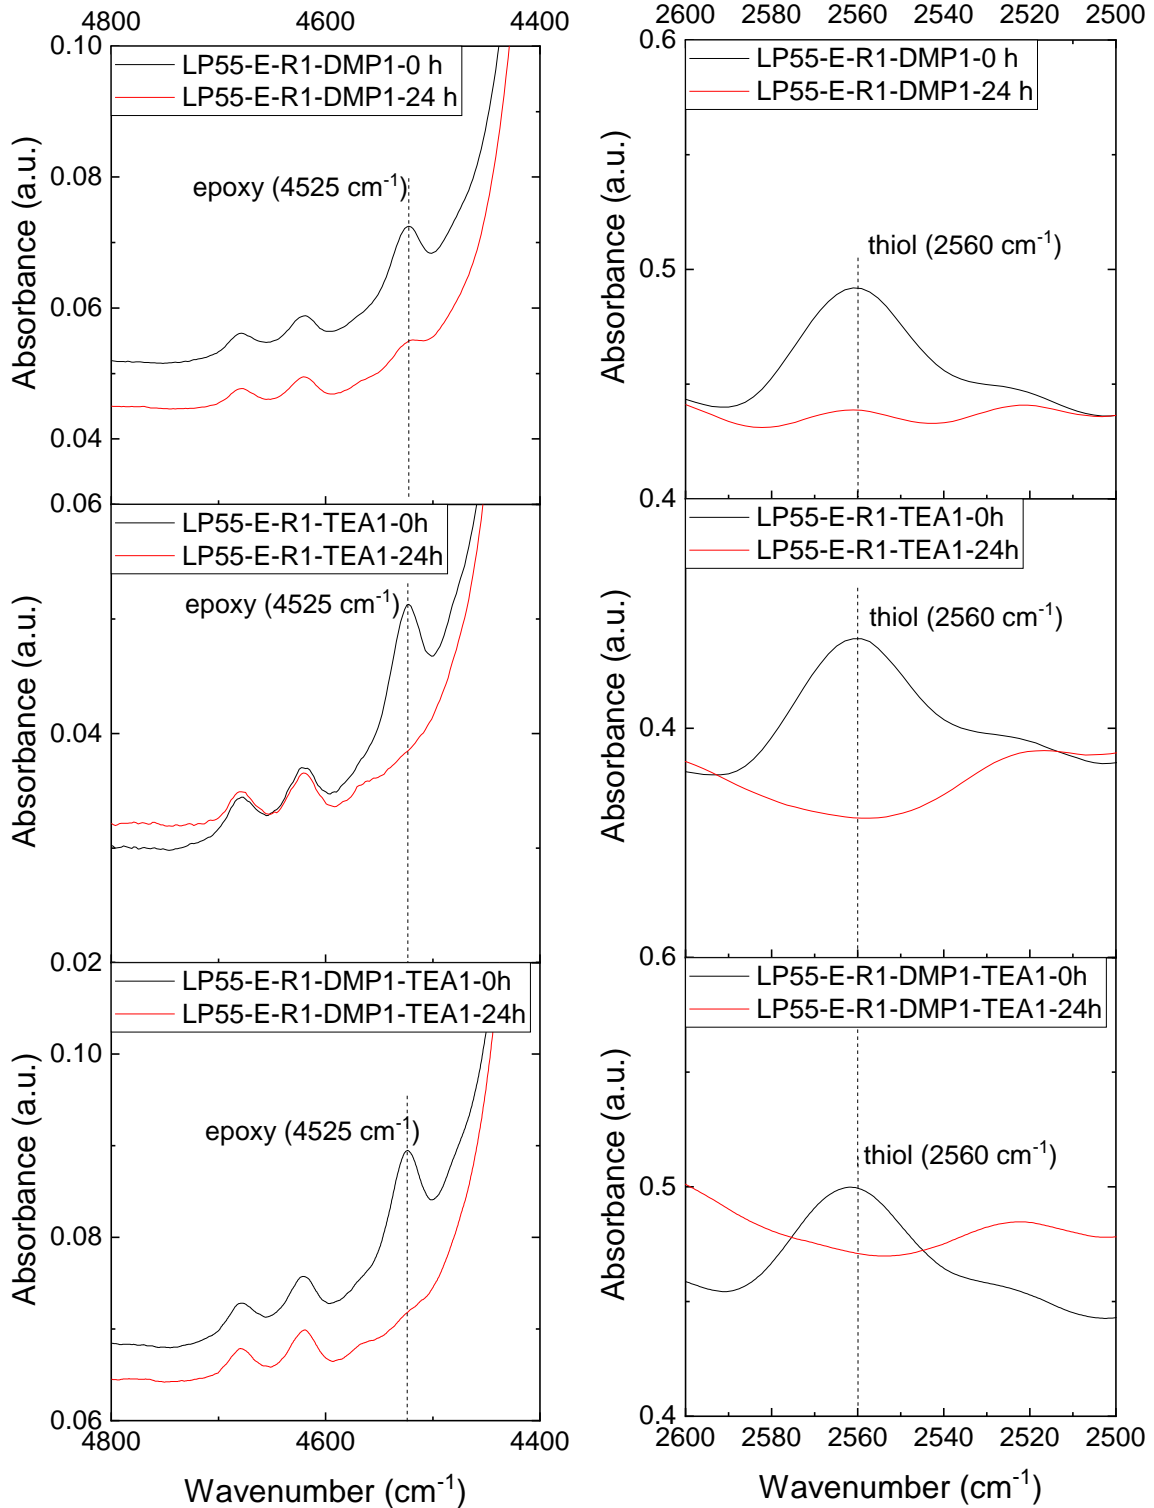 4800 4600 4400
0.10
LP55-E-R1-DMP1-0 h
LP55-E-R1-DMP1-24 h
0.08
epoxy (4525 cm⁻¹)
Absorbance (a.u.)
0.06
0.04
0.06
LP55-E-R1-TEA1-0h
LP55-E-R1-TEA1-24h
epoxy (4525 cm⁻¹)
Absorbance (a.u.)
0.04
0.02
LP55-E-R1-DMP1-TEA1-0h
LP55-E-R1-DMP1-TEA1-24h
0.10
epoxy (4525 cm⁻¹)
Absorbance (a.u.)
0.08
0.06
4800 4600 4400
Wavenumber (cm⁻¹)
2600 2580 2560 2540 2520 2500
0.6
LP55-E-R1-DMP1-0 h
LP55-E-R1-DMP1-24 h
thiol (2560 cm⁻¹)
Absorbance (a.u.)
0.5
0.4
LP55-E-R1-TEA1-0h
LP55-E-R1-TEA1-24h
thiol (2560 cm⁻¹)
Absorbance (a.u.)
0.4
0.6
LP55-E-R1-DMP1-TEA1-0h
LP55-E-R1-DMP1-TEA1-24h
thiol (2560 cm⁻¹)
Absorbance (a.u.)
0.5
0.4
2600 2580 2560 2540 2520 2500
Wavenumber (cm⁻¹)